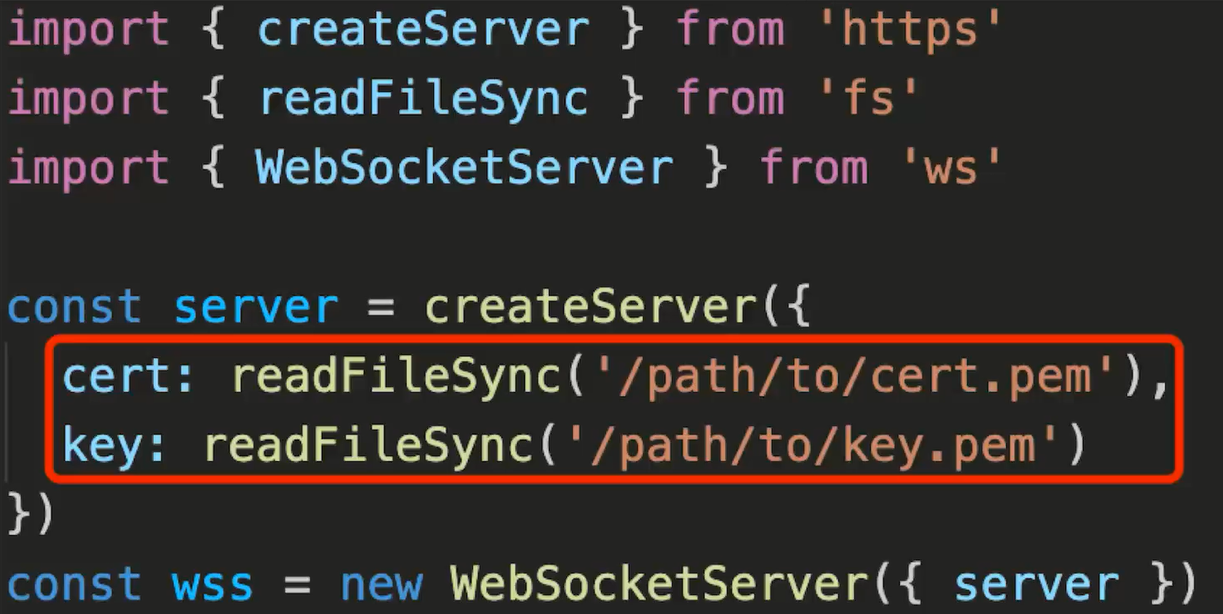 import { createServer } from 'https'
import { readFileSync } from 'fs'
import { WebSocketServer } from 'ws'
const server = createServer({
cert: readFileSync('/path/to/cert.pem'),
key: readFileSync('/path/to/key.pem')
})
const wss = new WebSocketServer({ server })